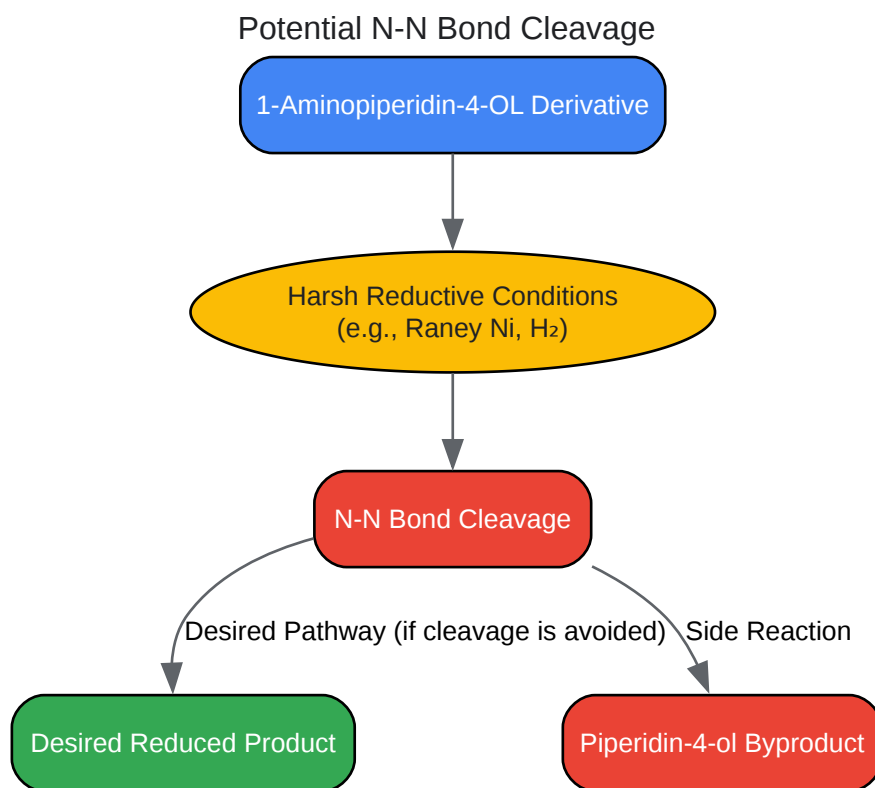 Potential N-N Bond Cleavage
1-Aminopiperidin-4-OL Derivative
Harsh Reductive Conditions
(e.g., Raney Ni, H₂)
N-N Bond Cleavage
Desired Pathway (if cleavage is avoided)
Side Reaction
Desired Reduced Product
Piperidin-4-ol Byproduct